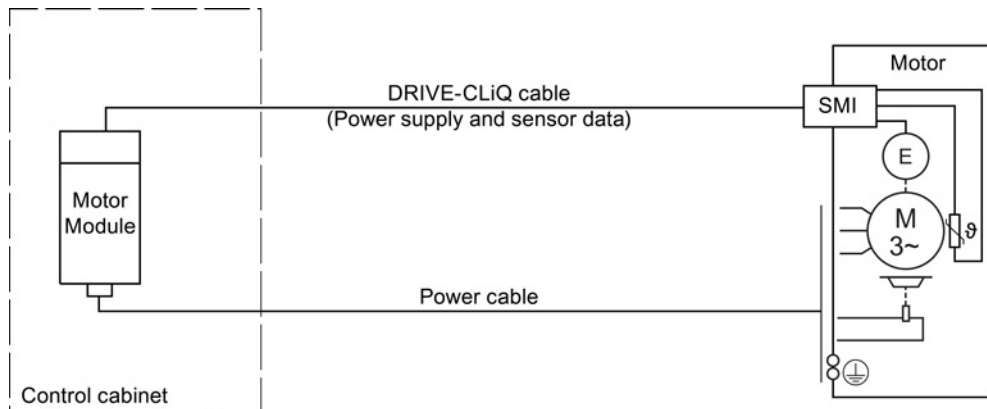 Motor
DRIVE-CLiQ cable
(Power supply and sensor data)
SMI
E
Motor
Module
M
3~
ϑ
Power cable
Control cabinet